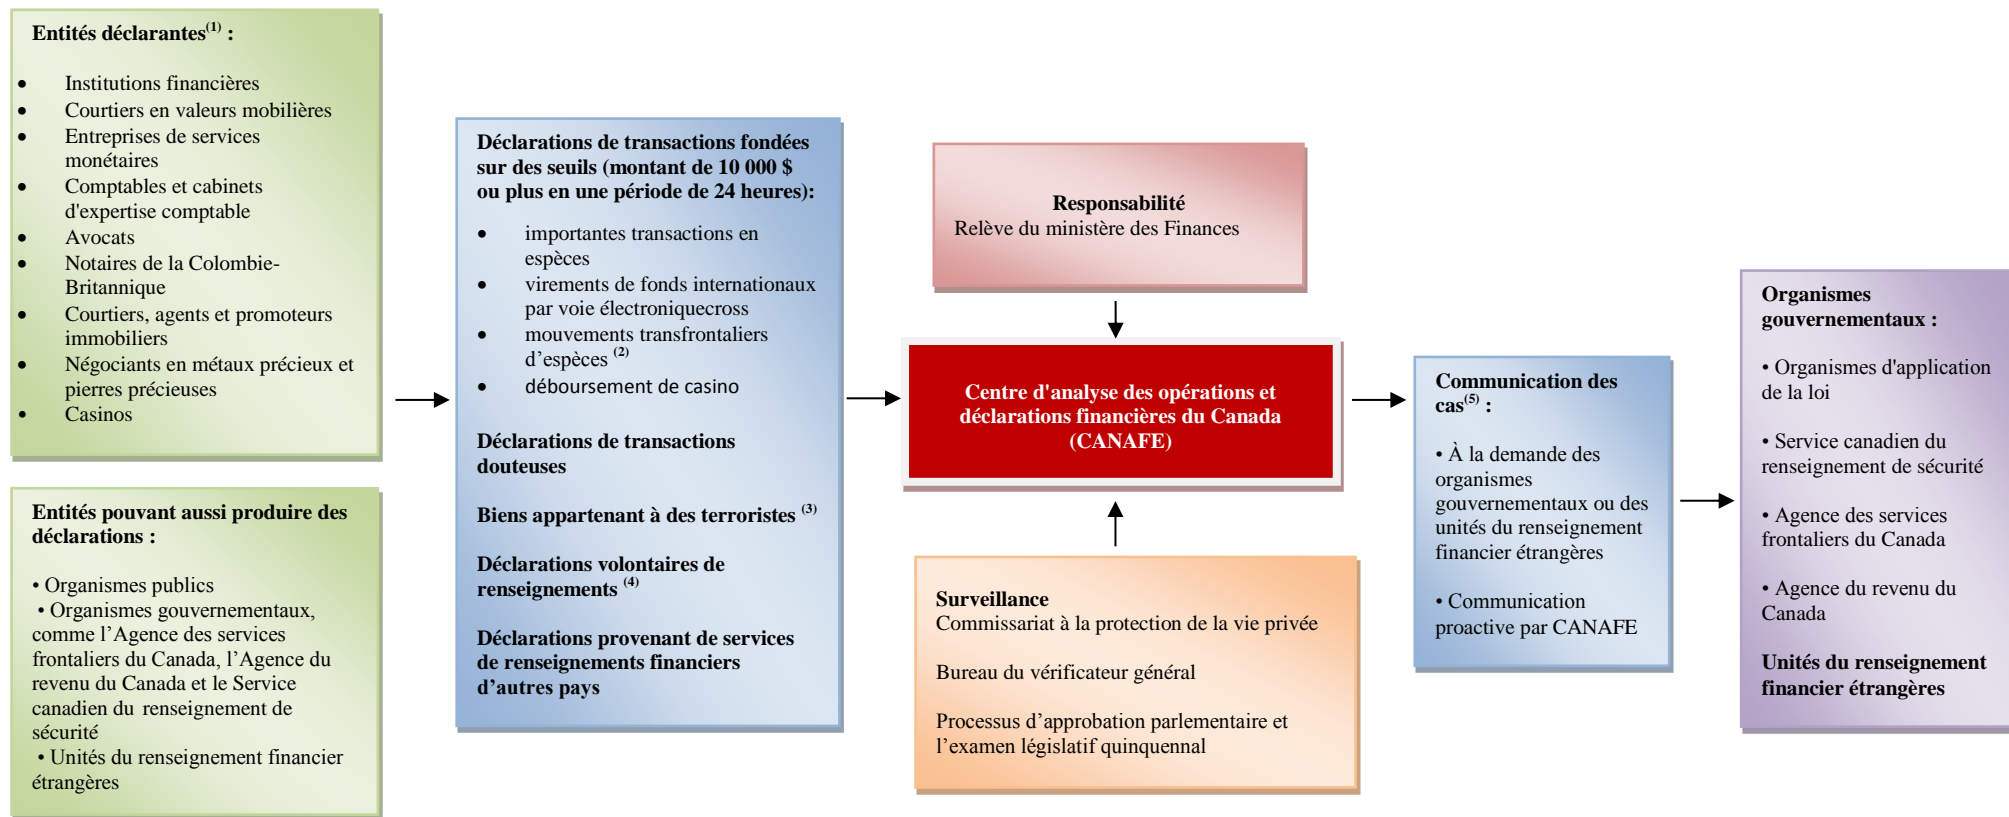 Entités déclarantes(1) :
• Institutions financières
• Courtiers en valeurs mobilières
• Entreprises de services
monétaires
• Comptables et cabinets
d'expertise comptable
• Avocats
• Notaires de la Colombie-
Britannique
• Courtiers, agents et promoteurs
immobiliers
• Négociants en métaux précieux et
pierres précieuses
• Casinos
Entités pouvant aussi produire des
déclarations :
• Organismes publics
• Organismes gouvernementaux,
comme l’Agence des services
frontaliers du Canada, l’Agence du
revenu du Canada et le Service
canadien du renseignement de
sécurité
• Unités du renseignement financier
étrangères
Déclarations de transactions fondées
sur des seuils (montant de 10 000 $
ou plus en une période de 24 heures):
• importantes transactions en
espèces
• virements de fonds internationaux
par voie électroniquecross
• mouvements transfrontaliers
d’espèces (2)
• déboursement de casino
Déclarations de transactions
douteuses
Biens appartenant à des terroristes (3)
Déclarations volontaires de
renseignements (4)
Déclarations provenant de services
de renseignements financiers
d’autres pays
Responsabilité
Relève du ministère des Finances
Centre d'analyse des opérations et
déclarations financières du Canada
(CANAFE)
Surveillance
Commissariat à la protection de la vie privée
Bureau du vérificateur général
Processus d’approbation parlementaire et
l’examen législatif quinquennal
Communication des
cas(5) :
• À la demande des
organismes
gouvernementaux ou des
unités du renseignement
financier étrangères
• Communication
proactive par CANAFE
Organismes
gouvernementaux :
• Organismes d'application
de la loi
• Service canadien du
renseignement de sécurité
• Agence des services
frontaliers du Canada
• Agence du revenu du
Canada
Unités du renseignement
financier étrangères